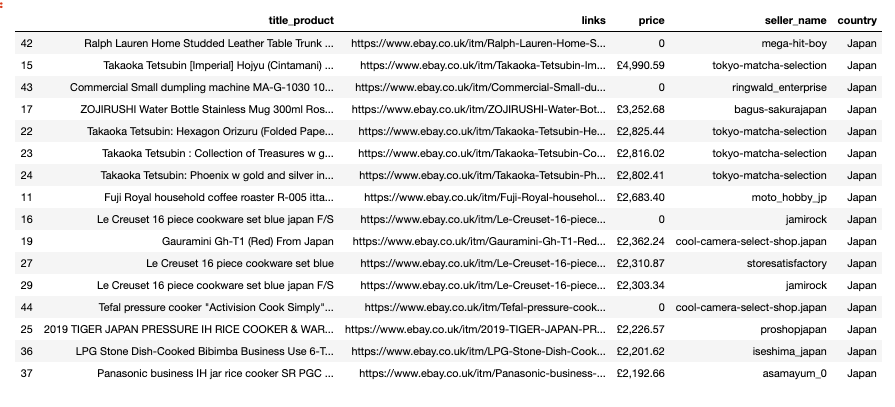 title_product links price seller_name country
42 Ralph Lauren Home Studded Leather Table Trunk ... https://www.ebay.co.uk/itm/Ralph-Lauren-Home-S... 0 mega-hit-boy Japan
15 Takaoka Tetsubin [Imperial] Hojyu (Cintamani) ... https://www.ebay.co.uk/itm/Takaoka-Tetsubin-Im... £4,990.59 tokyo-matcha-selection Japan
43 Commercial Small dumpling machine MA-G-1030 10... https://www.ebay.co.uk/itm/Commercial-Small-du... 0 ringwald_enterprise Japan
17 ZOJIRUSHI Water Bottle Stainless Mug 300ml Ros... https://www.ebay.co.uk/itm/ZOJIRUSHI-Water-Bot... £3,252.68 bagus-sakurajapan Japan
22 Takaoka Tetsubin: Hexagon Orizuru (Folded Pape... https://www.ebay.co.uk/itm/Takaoka-Tetsubin-He... £2,825.44 tokyo-matcha-selection Japan
23 Takaoka Tetsubin : Collection of Treasures w g... https://www.ebay.co.uk/itm/Takaoka-Tetsubin-Co... £2,816.02 tokyo-matcha-selection Japan
24 Takaoka Tetsubin: Phoenix w gold and silver in... https://www.ebay.co.uk/itm/Takaoka-Tetsubin-Ph... £2,802.41 tokyo-matcha-selection Japan
11 Fuji Royal household coffee roaster R-005 itta... https://www.ebay.co.uk/itm/Fuji-Royal-househol... £2,683.40 moto_hobby_jp Japan
16 Le Creuset 16 piece cookware set blue japan F/S https://www.ebay.co.uk/itm/Le-Creuset-16-piece... 0 jamirock Japan
19 Gauramini Gh-T1 (Red) From Japan https://www.ebay.co.uk/itm/Gauramini-Gh-T1-Red... £2,362.24 cool-camera-select-shop.japan Japan
27 Le Creuset 16 piece cookware set blue https://www.ebay.co.uk/itm/Le-Creuset-16-piece... £2,310.87 storesatisfactory Japan
29 Le Creuset 16 piece cookware set blue japan F/S https://www.ebay.co.uk/itm/Le-Creuset-16-piece... £2,303.34 jamirock Japan
44 Tefal pressure cooker "Activision Cook Simply"... https://www.ebay.co.uk/itm/Tefal-pressure-cook... 0 cool-camera-select-shop.japan Japan
25 2019 TIGER JAPAN PRESSURE IH RICE COOKER & WAR... https://www.ebay.co.uk/itm/2019-TIGER-JAPAN-PR... £2,226.57 proshopjapan Japan
36 LPG Stone Dish-Cooked Bibimba Business Use 6-T... https://www.ebay.co.uk/itm/LPG-Stone-Dish-Cook... £2,201.62 iseshima_japan Japan
37 Panasonic business IH jar rice cooker SR PGC ... https://www.ebay.co.uk/itm/Panasonic-business-... £2,192.66 asamayum_0 Japan